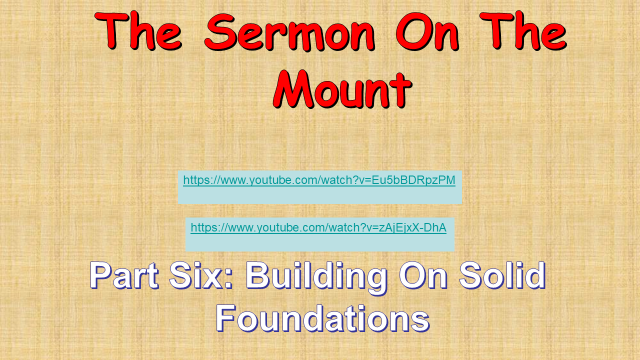 The Sermon On The
Mount
https://www.youtube.com/watch?v=Eu5bBDRpzPM
https://www.youtube.com/watch?v=zAjEjxX-DhA
Part Six: Building On Solid
Foundations